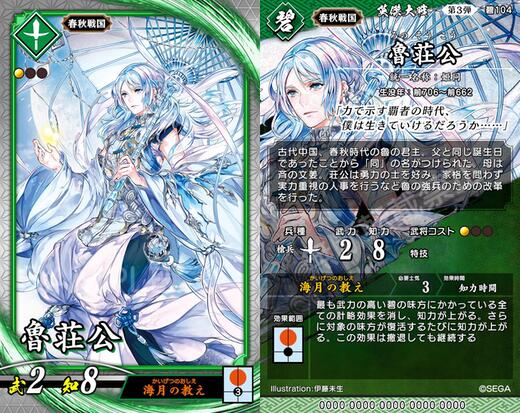 春秋戦国
魯荘公
武2 知8
かいげつのおしえ
海月の教え
3
碧
春秋戦国
英傑大戦
第3弾
碧104
魯荘公
統一名称:姫同
生没年:前706～前662
「力で示す覇者の時代、
僕は生きていけるだろうか……」
古代中国、春秋時代の魯の君主。父と同じ誕生日
であったことから「同」の名がつけられた。母は
斉の文姜。荘公は勇力の士を好み、家格を問わず
実力重視の人事を行うなど魯の強兵のための改革
を行った。
兵種 武力 知力 武将コスト
槍兵 2 8 特技
かいげつのおしえ 必要士気 効果時間
海月の教え 3 知力時間
効果範囲
最も武力の高い碧の味方にかかっている全
ての計略効果を消し、知力が上がる。さら
に対象の味方が復活するたびに知力が上が
る。この効果は撤退しても継続する
Illustration:伊藤未生
©SEGA
0000-0000-0000-0000-0000